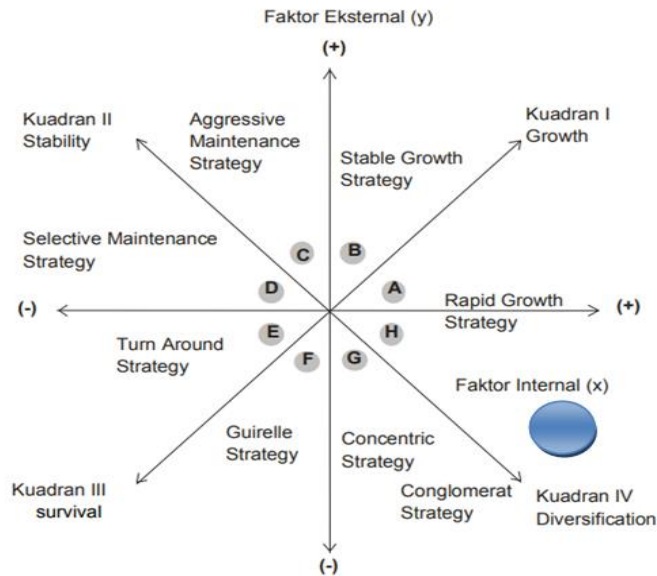 Faktor Eksternal (y)
(+)
Kuadran II
Stability
Aggressive
Maintenance
Strategy
Kuadran I
Growth
Stable Growth
Strategy
Selective Maintenance
Strategy
C
B
D
A
(-)
Rapid Growth
Strategy
(+)
E
H
Turn Around
Strategy
F
G
Faktor Internal (x)
Guirelle
Strategy
Concentric
Strategy
Kuadran III
survival
Conglomerat
Strategy
Kuadran IV
Diversification
(-)